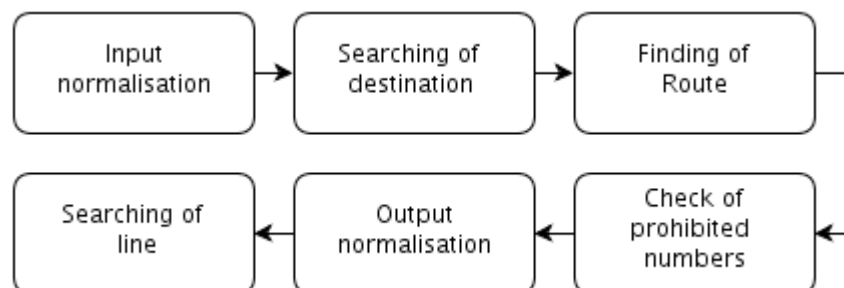 Input
normalisation
Searching of
destination
Finding of
Route
Check of
prohibited
numbers
Output
normalisation
Searching of
line